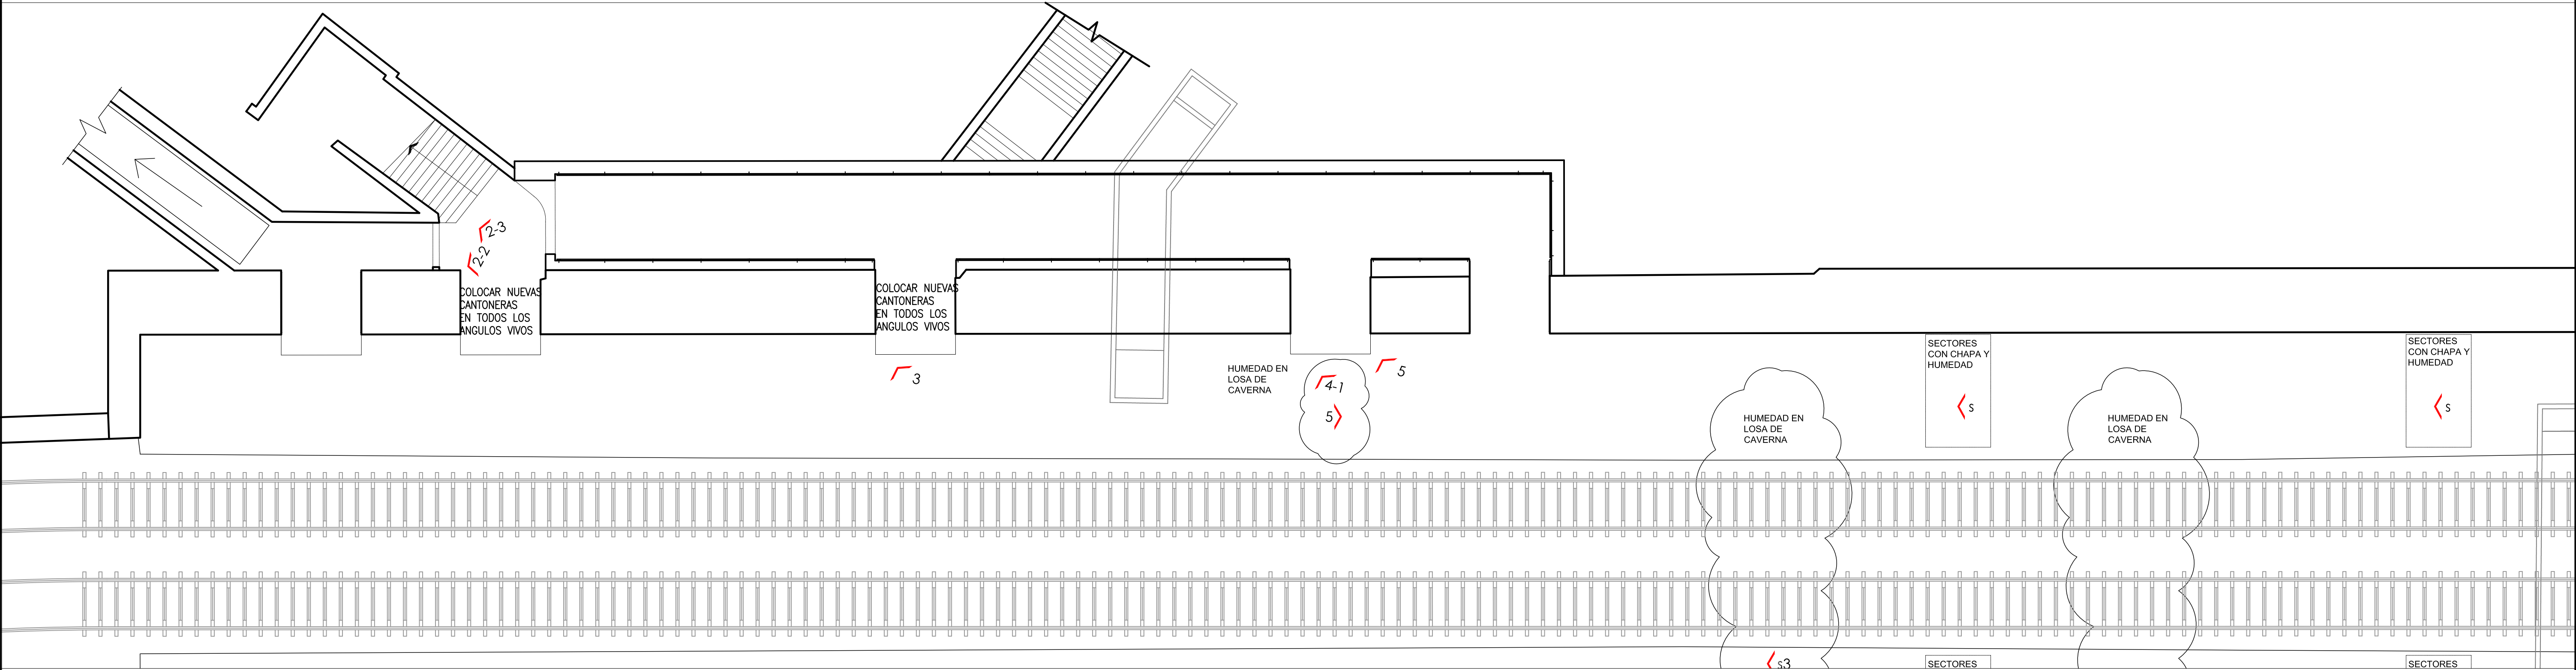 2-3
2-2
COLOCAR NUEVAS
CANTONERAS
EN TODOS LOS
ANGULOS VIVOS
COLOCAR NUEVAS
CANTONERAS
EN TODOS LOS
ANGULOS VIVOS
3
HUMEDAD EN
LOSA DE
CAVERNA
4-1
5
5
HUMEDAD EN
LOSA DE
CAVERNA
SECTORES
CON CHAPA Y
HUMEDAD
S
HUMEDAD EN
LOSA DE
CAVERNA
SECTORES
CON CHAPA Y
HUMEDAD
S
S3
SECTORES
SECTORES